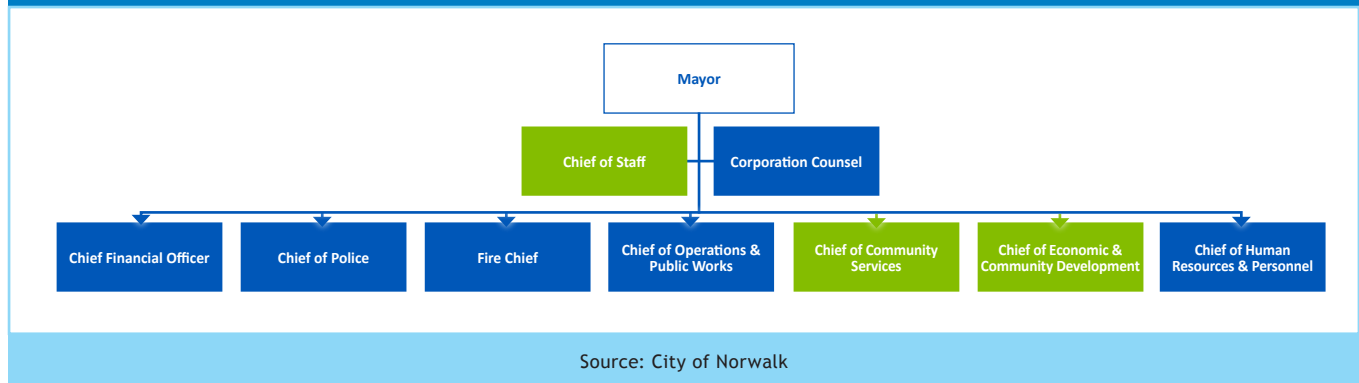 Mayor
Chief of Staff
Corporation Counsel
Chief Financial Officer
Chief of Police
Fire Chief
Chief of Operations &
Public Works
Chief of Community
Services
Chief of Economic &
Community Development
Chief of Human
Resources & Personnel
Source: City of Norwalk